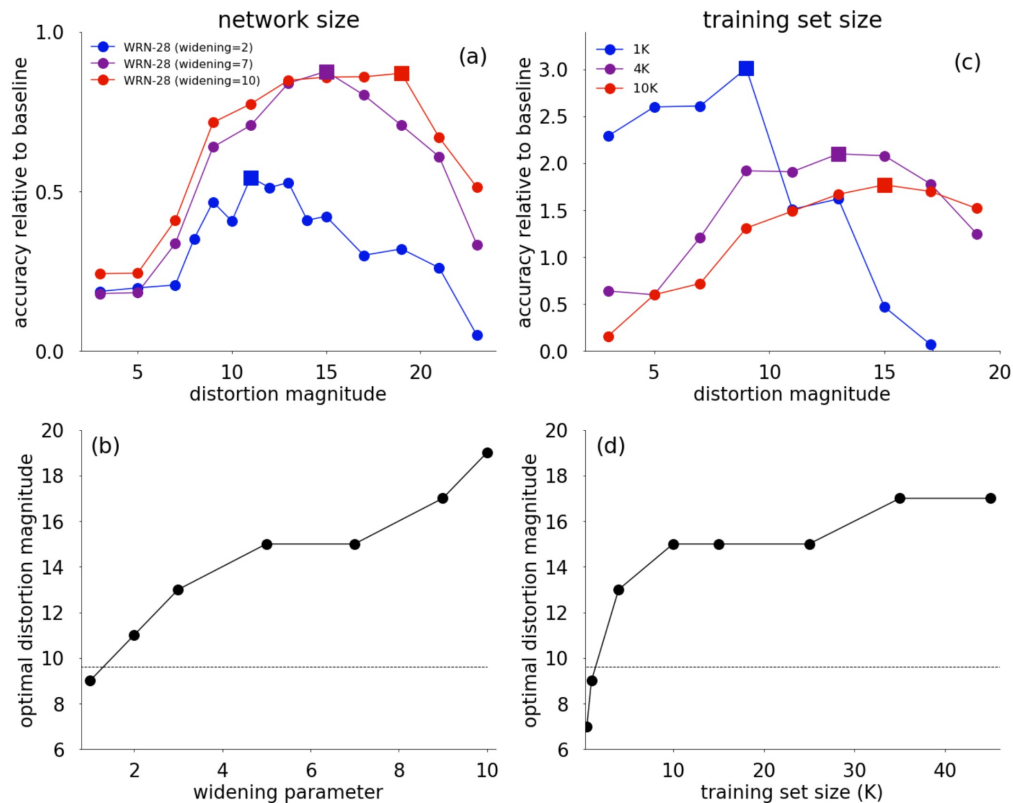 network size
accuracy relative to baseline
1.0
0.5
0.0
WRN-28 (widening=2)
WRN-28 (widening=7)
WRN-28 (widening=10)
(a)
5 10 15 20
distortion magnitude
training set size
accuracy relative to baseline
3.0
2.5
2.0
1.5
1.0
0.5
0.0
1K
4K
10K
(c)
5 10 15 20
distortion magnitude
(b)
optimal distortion magnitude
20
18
16
14
12
10
8
6
2 4 6 8 10
widening parameter
(d)
optimal distortion magnitude
20
18
16
14
12
10
8
6
10 20 30 40
training set size (K)